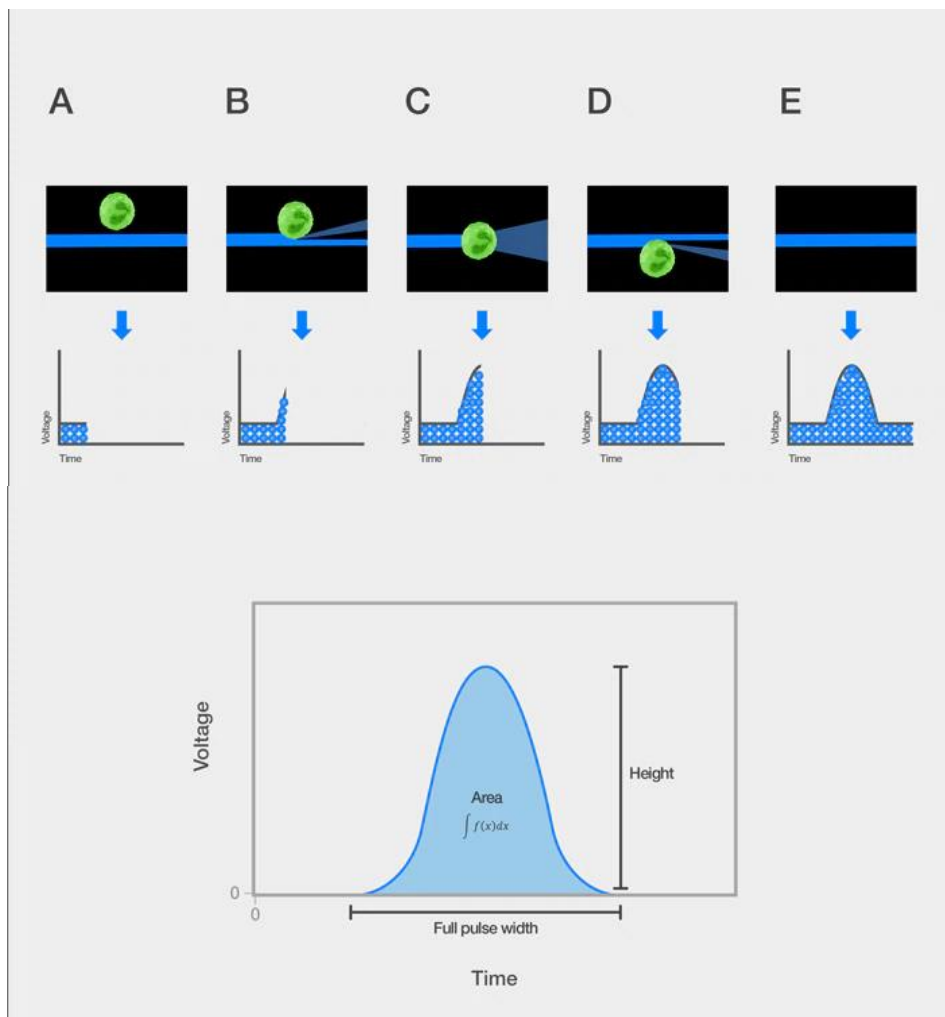 A B C D E
Voltage Voltage Voltage Voltage Voltage
Time Time Time Time Time
Voltage
Area
∫ f(x)dx
Height
0
0
Full pulse width
Time